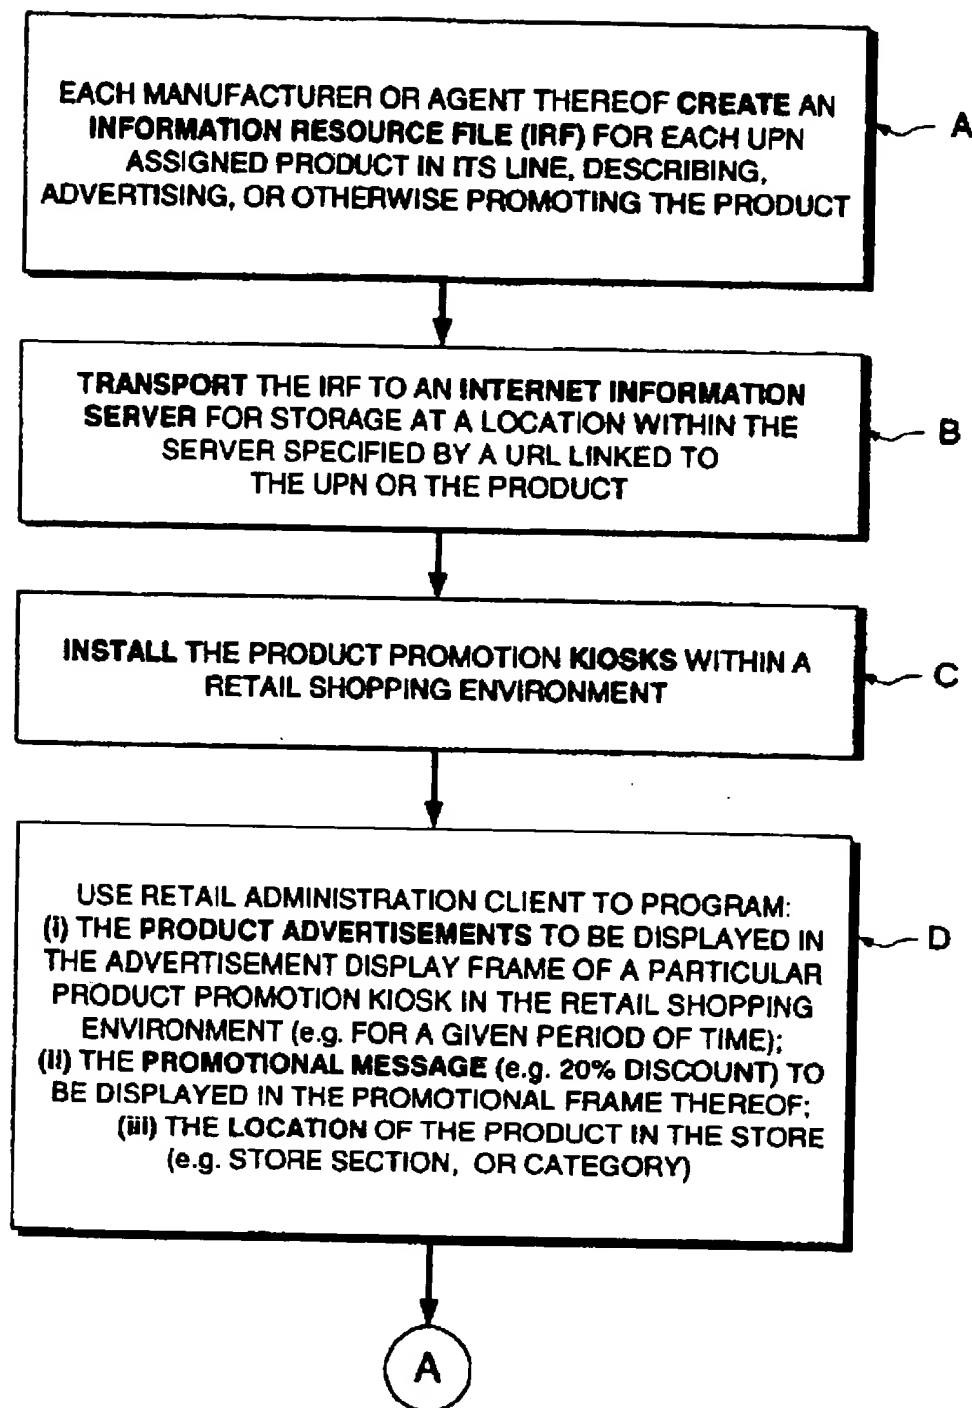 EACH MANUFACTURER OR AGENT THEREOF CREATE AN
INFORMATION RESOURCE FILE (IRF) FOR EACH UPN
ASSIGNED PRODUCT IN ITS LINE, DESCRIBING,
ADVERTISING, OR OTHERWISE PROMOTING THE PRODUCT
A
TRANSPORT THE IRF TO AN INTERNET INFORMATION
SERVER FOR STORAGE AT A LOCATION WITHIN THE
SERVER SPECIFIED BY A URL LINKED TO
THE UPN OR THE PRODUCT
B
INSTALL THE PRODUCT PROMOTION KIOSKS WITHIN A
RETAIL SHOPPING ENVIRONMENT
C
USE RETAIL ADMINISTRATION CLIENT TO PROGRAM:
(i) THE PRODUCT ADVERTISEMENTS TO BE DISPLAYED IN
THE ADVERTISEMENT DISPLAY FRAME OF A PARTICULAR
PRODUCT PROMOTION KIOSK IN THE RETAIL SHOPPING
ENVIRONMENT (e.g. FOR A GIVEN PERIOD OF TIME);
(ii) THE PROMOTIONAL MESSAGE (e.g. 20% DISCOUNT) TO
BE DISPLAYED IN THE PROMOTIONAL FRAME THEREOF;
(iii) THE LOCATION OF THE PRODUCT IN THE STORE
(e.g. STORE SECTION, OR CATEGORY)
D
A